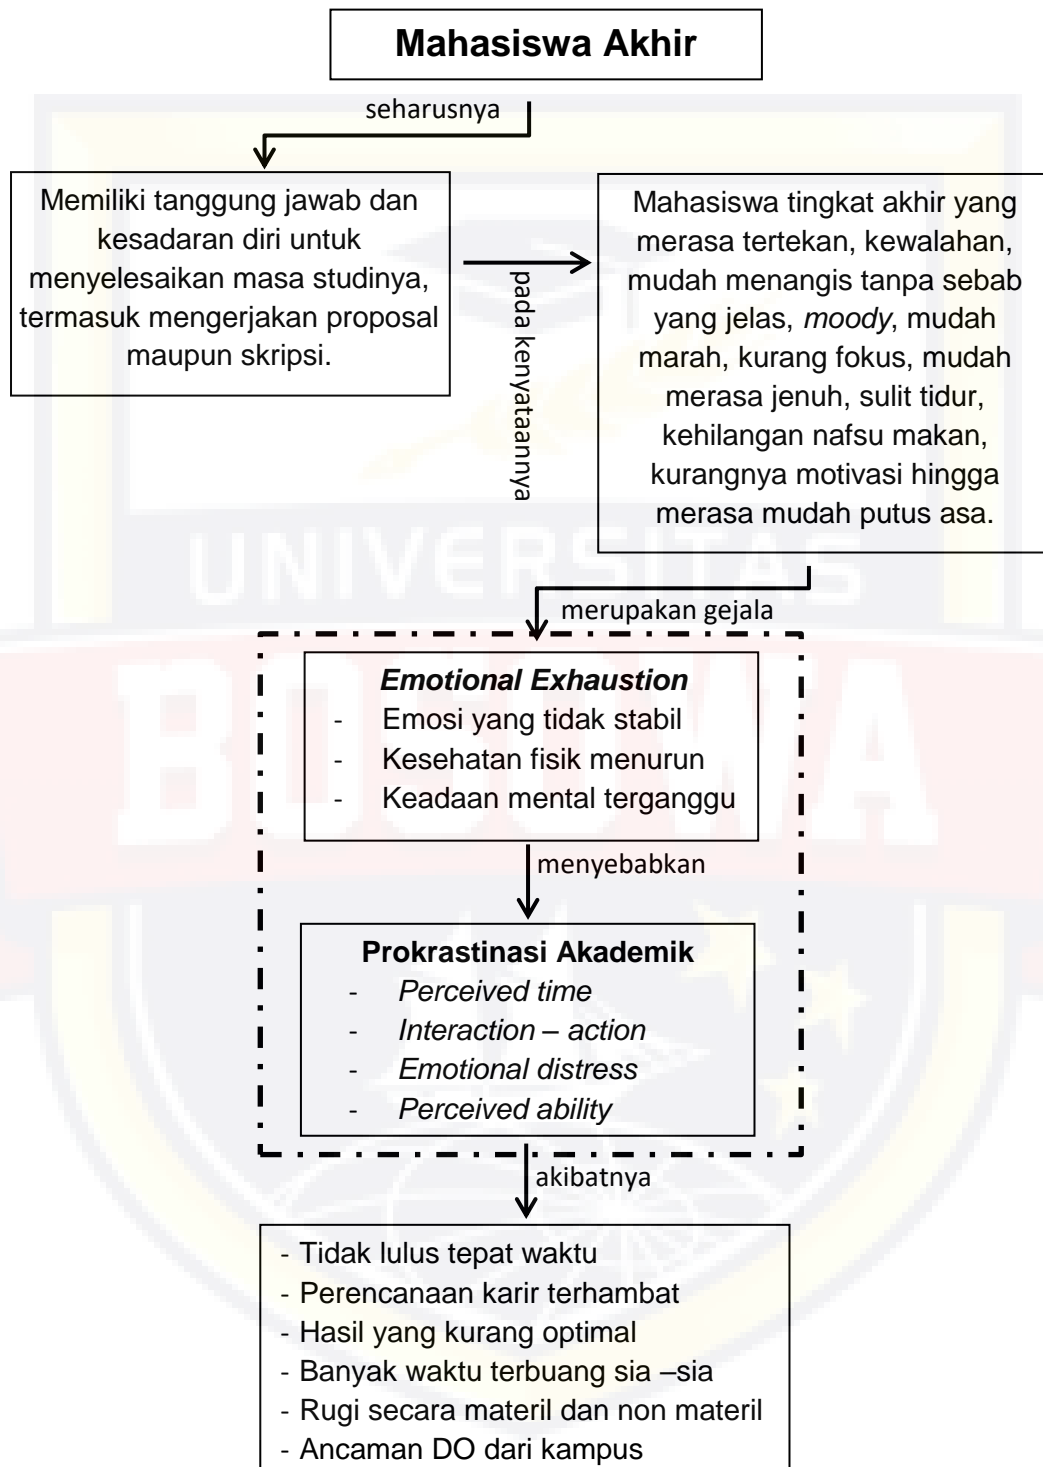 Mahasiswa Akhir
seharusnya
Memiliki tanggung jawab dan
kesadaran diri untuk
menyelesaikan masa studinya,
termasuk mengerjakan proposal
maupun skripsi.
pada kenyataannya
Mahasiswa tingkat akhir yang
merasa tertekan, kewalahan,
mudah menangis tanpa sebab
yang jelas, moody, mudah
marah, kurang fokus, mudah
merasa jenuh, sulit tidur,
kehilangan nafsu makan,
kurangnya motivasi hingga
merasa mudah putus asa.
UNIVERSITAS
BOSOWA
merupakan gejala
Emotional Exhaustion
- Emosi yang tidak stabil
- Kesehatan fisik menurun
- Keadaan mental terganggu
menyebabkan
Prokrastinasi Akademik
- Perceived time
- Interaction – action
- Emotional distress
- Perceived ability
akibatnya
- Tidak lulus tepat waktu
- Perencanaan karir terhambat
- Hasil yang kurang optimal
- Banyak waktu terbuang sia –sia
- Rugi secara materil dan non materil
- Ancaman DO dari kampus